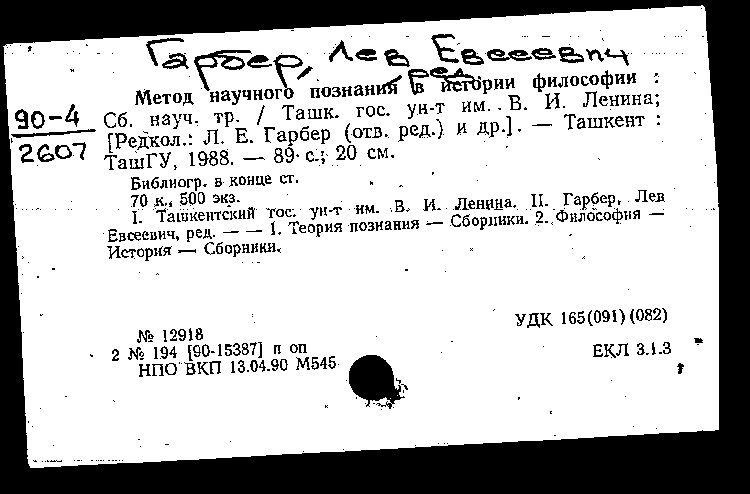 Гарбер, Лев Евсеевич
ред.
90-4
2607
Метод научного познания в истории философии :
Сб. науч. тр. / Ташк. гос. ун-т им. В. И. Ленина;
[Редкол.: Л. Е. Гарбер (отв. ред.) и др.]. — Ташкент :
ТашГУ, 1988. — 89 с.; 20 см.
Библиогр. в конце ст.
70 к., 500 экз.
I. Ташкентский гос. ун-т им. В. И. Ленина. II. Гарбер, Лев
Евсеевич, ред. — — 1. Теория познания — Сборники. 2. Философия —
История — Сборники.
УДК 165(091)(082)
№ 12918
2 № 194 [90-15387] п оп
НПО ВКП 13.04.90 М545
ЕКЛ 3.1.3